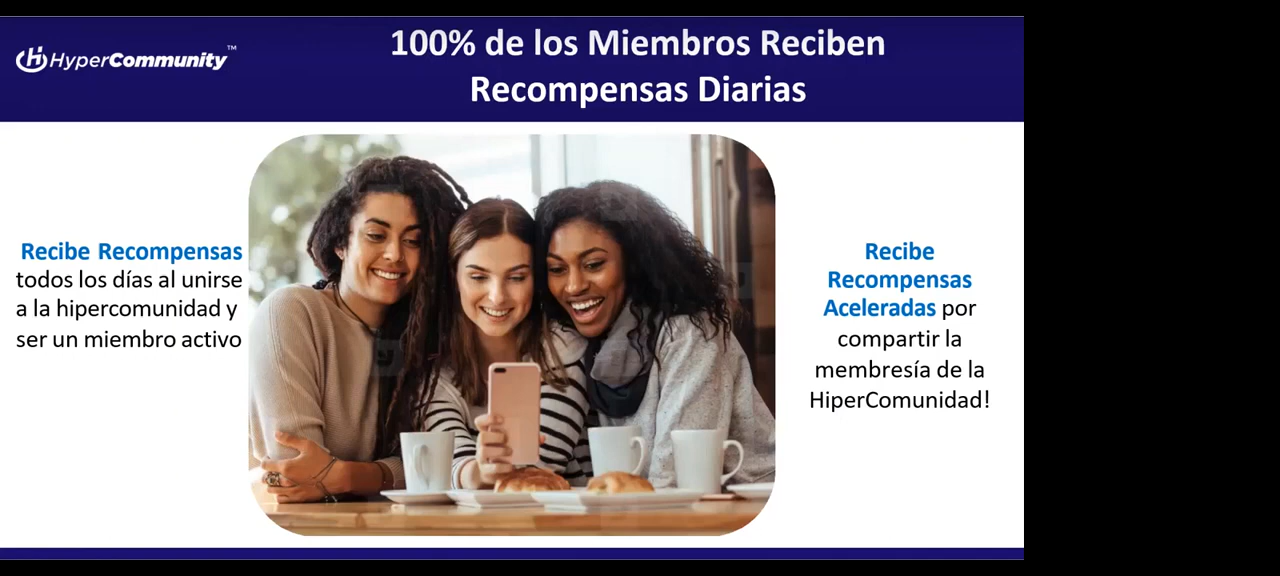 HyperCommunity™
100% de los Miembros Reciben
Recompensas Diarias
Recibe Recompensas
todos los días al unirse
a la hipercomunidad y
ser un miembro activo
Recibe
Recompensas
Aceleradas por
compartir la
membresía de la
HiperComunidad!